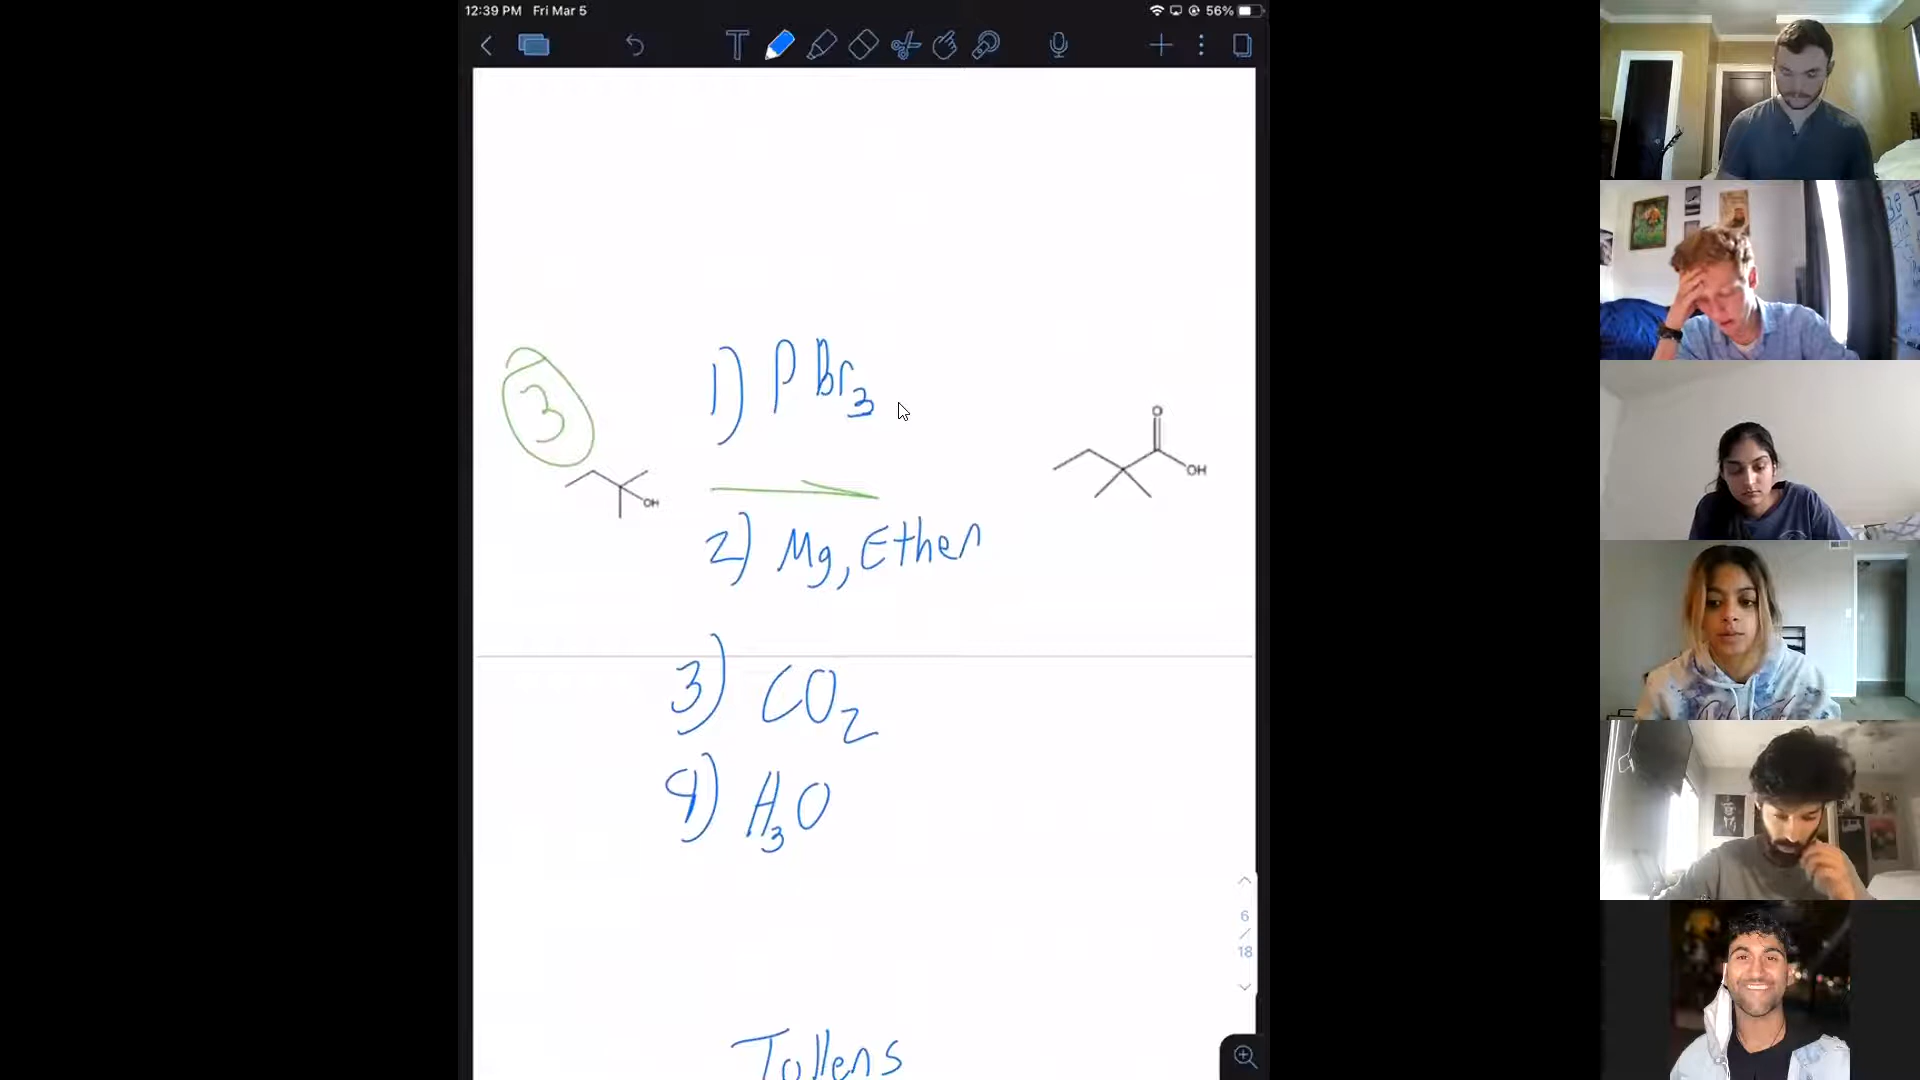 12:39 PM Fri Mar 5
56%
T
3
1) PBr3
OH
O
OH
2) Mg, Ether
3) CO2
4) H3O
6
/
18
Tollens